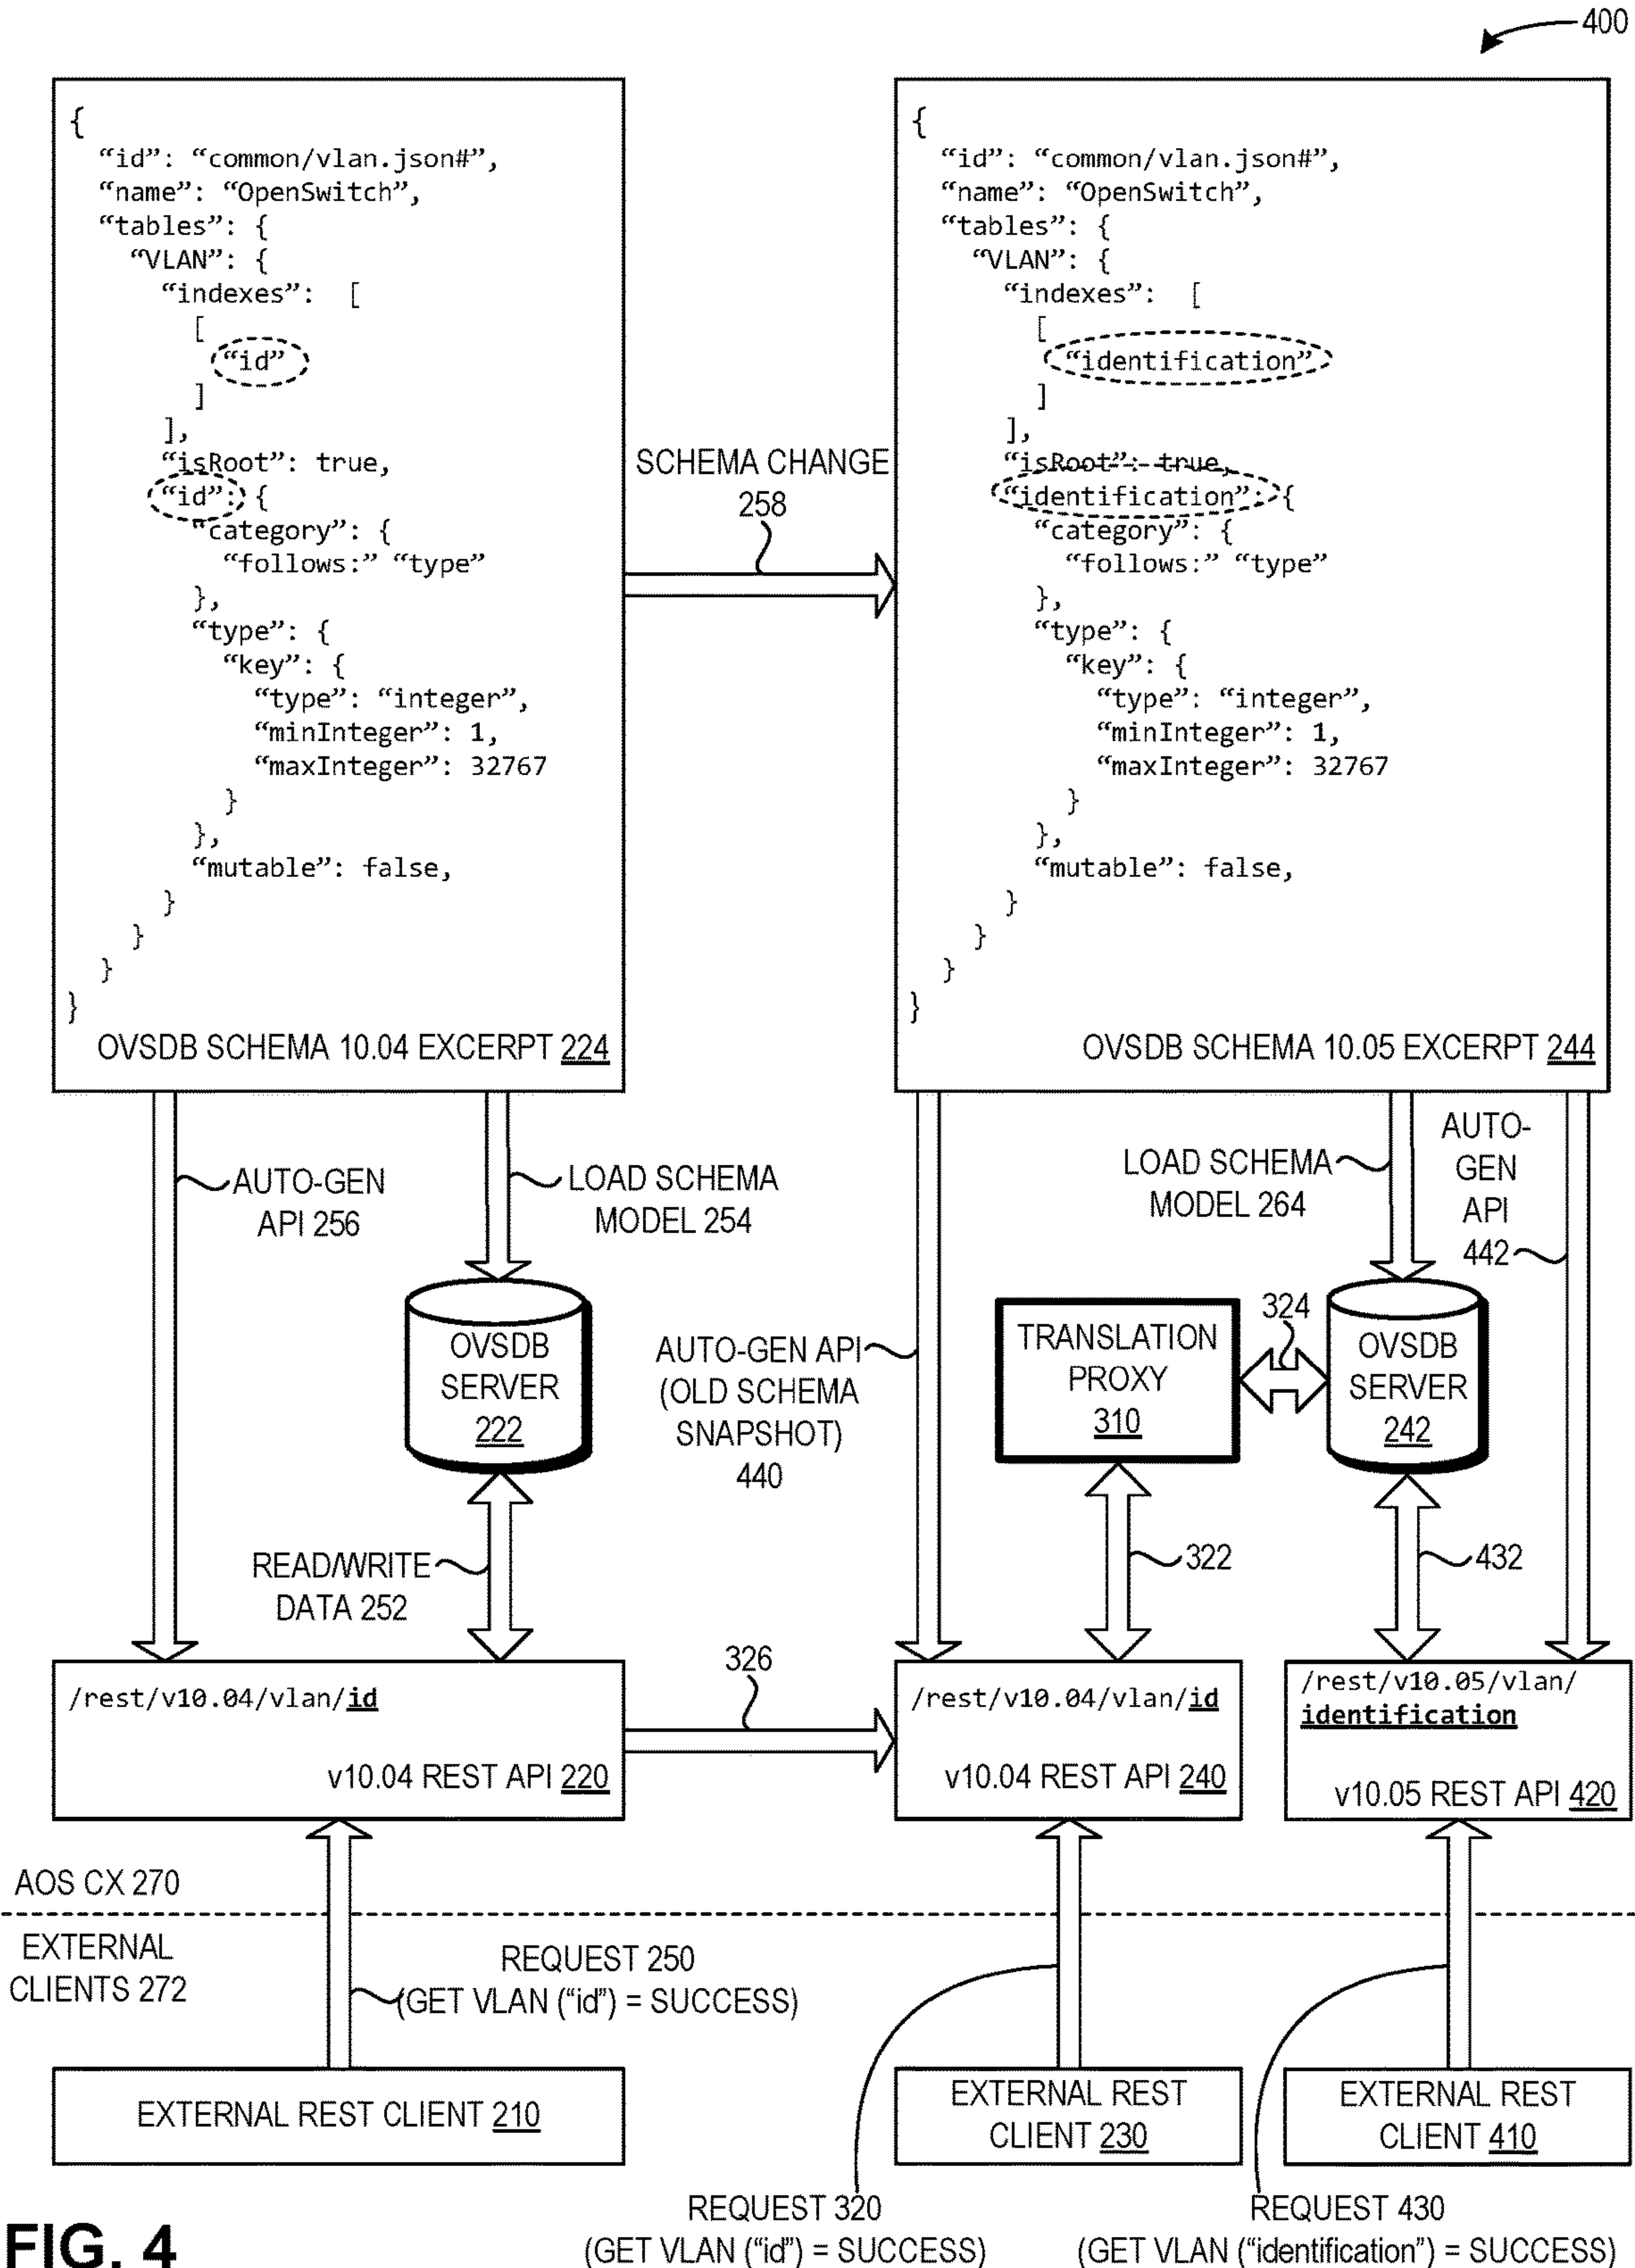 400
{
“id”: “common/vlan.json#”,
“name”: “OpenSwitch”,
“tables”: {
“VLAN”: {
“indexes”: [
[
“id”
]
],
“isRoot”: true,
“id”: {
“category”: {
“follows:” “type”
},
“type”: {
“key”: {
“type”: “integer”,
“minInteger”: 1,
“maxInteger”: 32767
}
},
“mutable”: false,
}
}
}
}
OVSDB SCHEMA 10.04 EXCERPT 224
SCHEMA CHANGE
258
{
“id”: “common/vlan.json#”,
“name”: “OpenSwitch”,
“tables”: {
“VLAN”: {
“indexes”: [
[
“identification”
]
],
“isRoot”: true,
“identification”: {
“category”: {
“follows:” “type”
},
“type”: {
“key”: {
“type”: “integer”,
“minInteger”: 1,
“maxInteger”: 32767
}
},
“mutable”: false,
}
}
}
}
OVSDB SCHEMA 10.05 EXCERPT 244
AUTO-GEN
API 256
LOAD SCHEMA
MODEL 254
LOAD SCHEMA
MODEL 264
AUTO-
GEN
API
442
OVSDB
SERVER
222
AUTO-GEN API
(OLD SCHEMA
SNAPSHOT)
440
TRANSLATION
PROXY
310
324
OVSDB
SERVER
242
READ/WRITE
DATA 252
322
432
/rest/v10.04/vlan/id
v10.04 REST API 220
326
/rest/v10.04/vlan/id
v10.04 REST API 240
/rest/v10.05/vlan/
identification
v10.05 REST API 420
AOS CX 270
EXTERNAL
CLIENTS 272
REQUEST 250
(GET VLAN (“id”) = SUCCESS)
EXTERNAL REST CLIENT 210
EXTERNAL REST
CLIENT 230
EXTERNAL REST
CLIENT 410
REQUEST 320
(GET VLAN (“id”) = SUCCESS)
REQUEST 430
(GET VLAN (“identification”) = SUCCESS)
FIG. 4